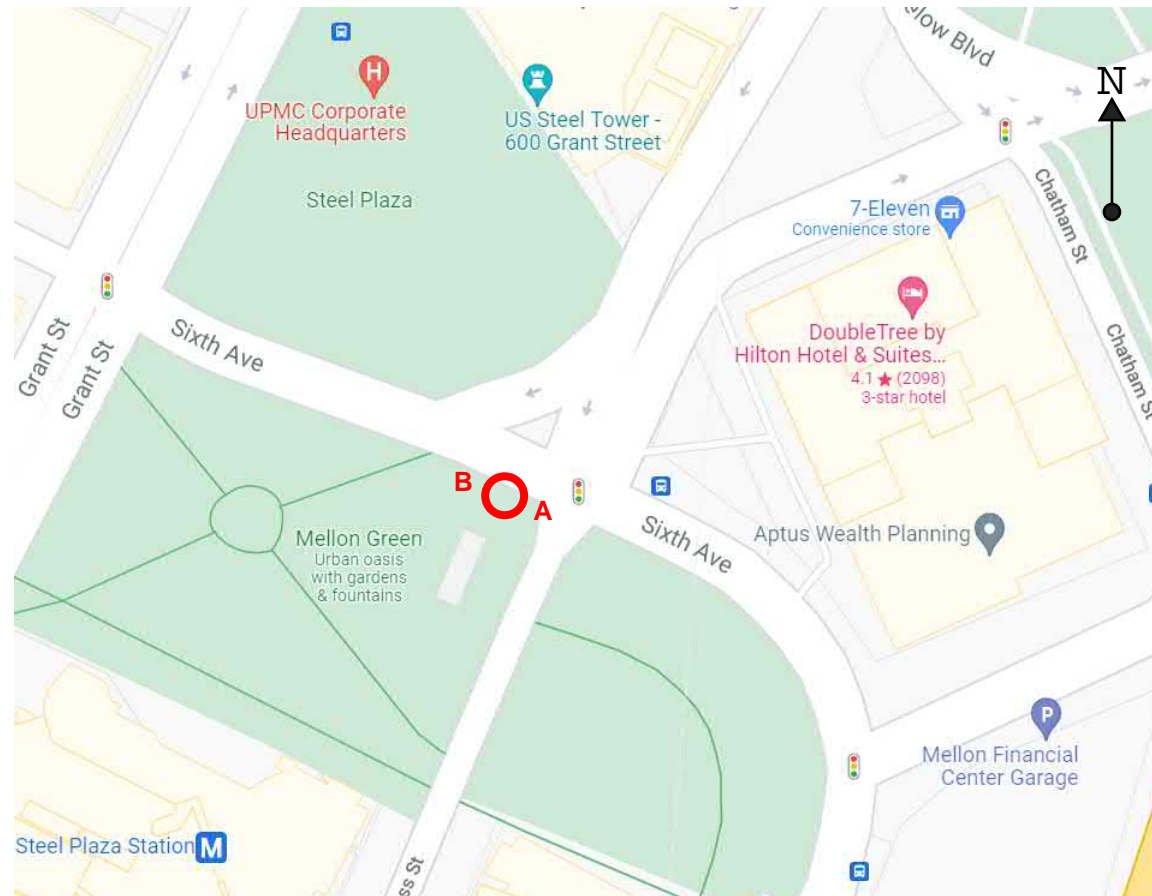 low Blvd
N
H
UPMC Corporate
Headquarters
US Steel Tower -
600 Grant Street
Steel Plaza
Chatham St
7-Eleven
Convenience store
DoubleTree by
Hilton Hotel & Suites...
4.1 ★ (2098)
3-star hotel
Chatham St
Grant St
Grant St
Sixth Ave
B
A
Sixth Ave
Aptus Wealth Planning
Mellon Green
Urban oasis
with gardens
& fountains
P
Mellon Financial
Center Garage
Steel Plaza Station
M
ss St